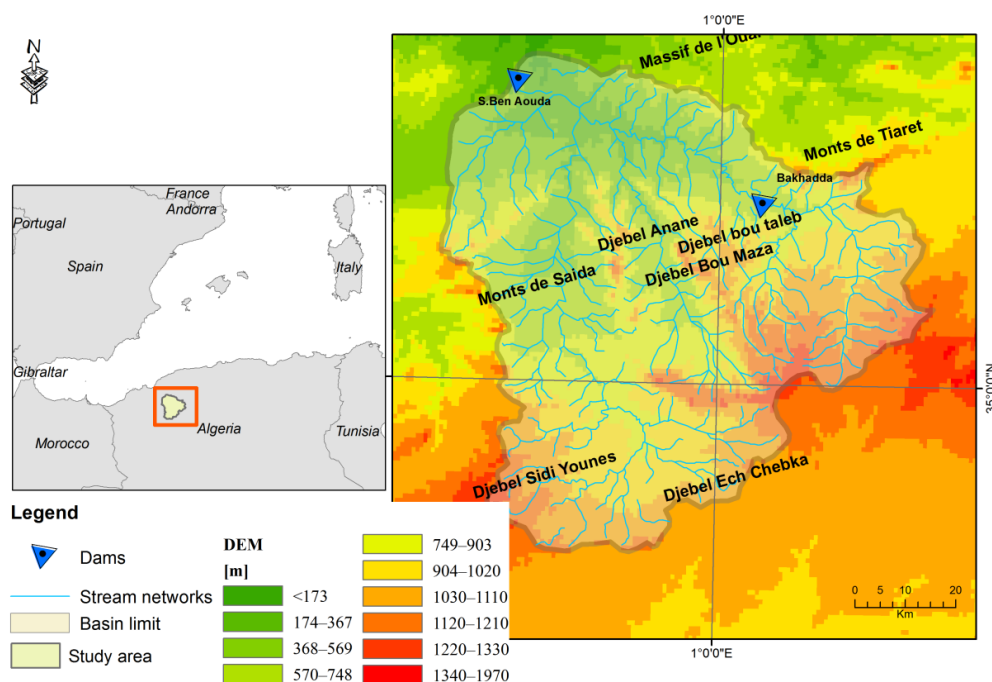 N
1°0'0"E
Massif de l'Ouar
S.Ben Aouda
Monts de Tiaret
Bakhadda
Djebel Anane
Djebel bou taleb
Djebel Bou Maza
Monts de Saida
35°0'0"N
Djebel Sidi Younes
Djebel Ech Chebka
0 5 10 20
Km
1°0'0"E
France
Andorra
Portugal
Spain
Italy
Gibraltar
Morocco
Algeria
Tunisia
Legend
Dams
Stream networks
Basin limit
Study area
DEM
[m]
<173
174–367
368–569
570–748
749–903
904–1020
1030–1110
1120–1210
1220–1330
1340–1970